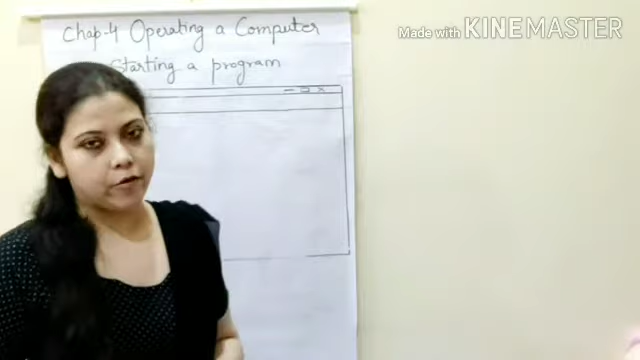 Chap-4 Operating a Computer
Starting a program
Made with KINEMASTER